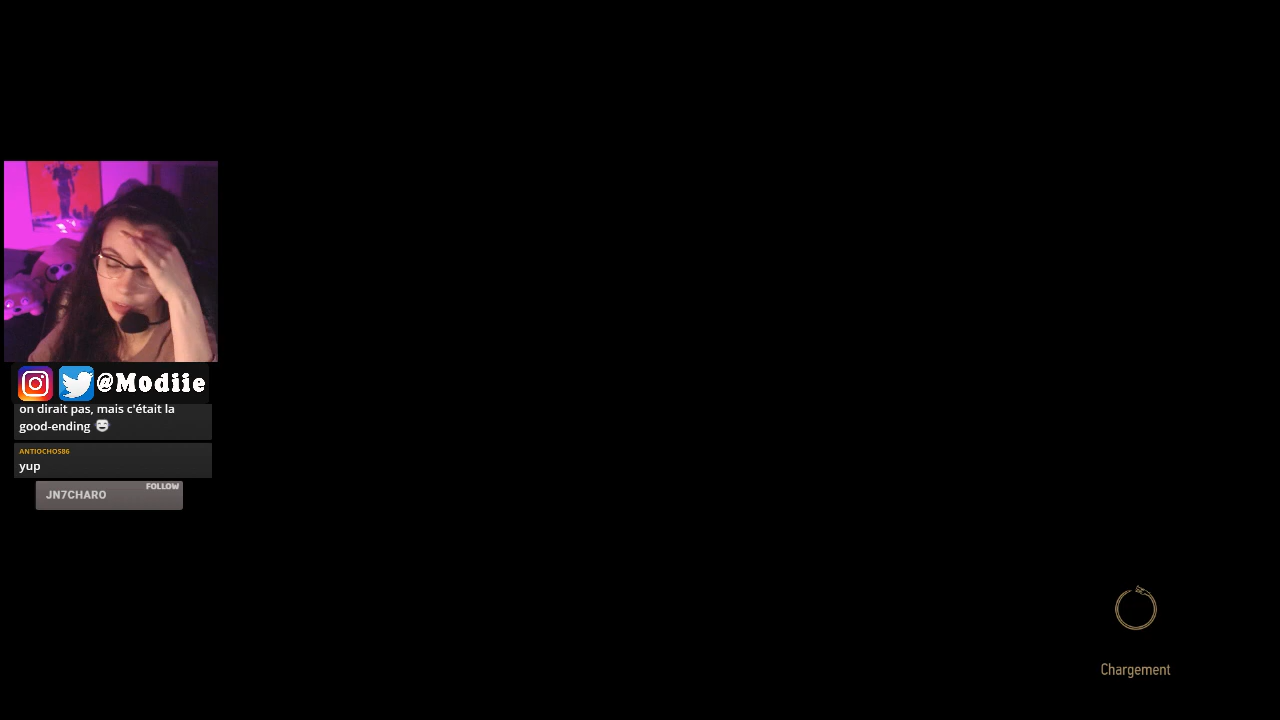 @Modiie
on dirait pas, mais c'était la
good-ending
ANTIOCHOS86
yup
FOLLOW
JN7CHARO
Chargement